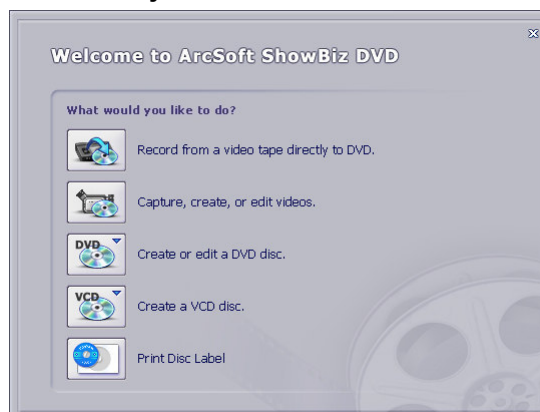 Welcome to ArcSoft ShowBiz DVD
What would you like to do?
Record from a video tape directly to DVD.
Capture, create, or edit videos.
DVD
Create or edit a DVD disc.
VCD
Create a VCD disc.
Print Disc Label